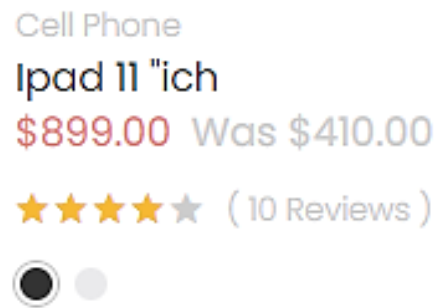 Cell Phone
Ipad 11 "ich
$899.00 Was $410.00
( 10 Reviews )